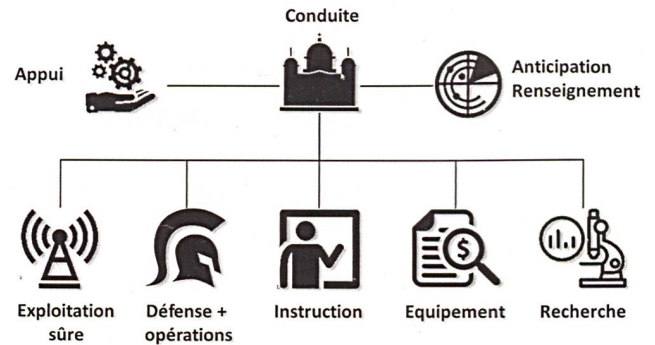 Conduite
Appui
Anticipation
Renseignement
$
Exploitation
sûre
Défense +
opérations
Instruction
Equipement
Recherche